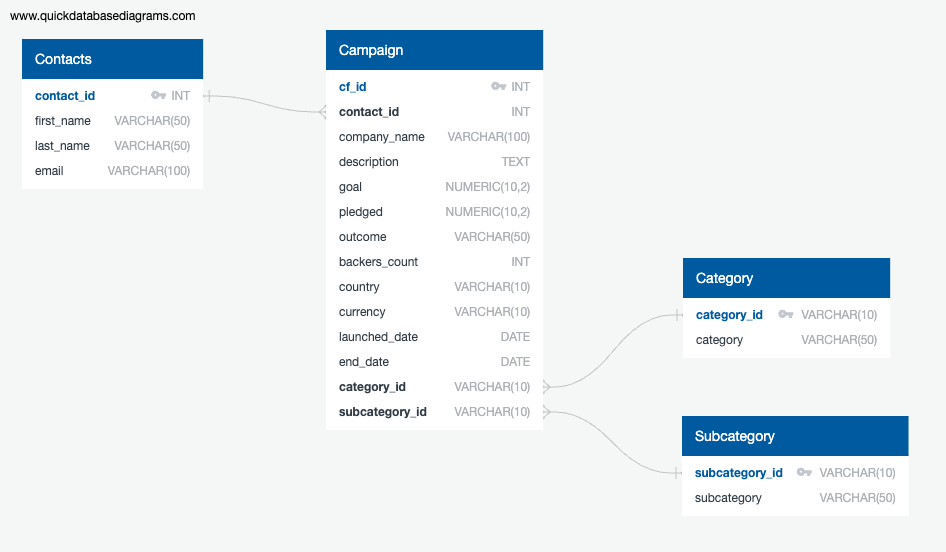 www.quickdatabasediagrams.com
Contacts
contact_id INT
first_name VARCHAR(50)
last_name VARCHAR(50)
email VARCHAR(100)
Campaign
cf_id INT
contact_id INT
company_name VARCHAR(100)
description TEXT
goal NUMERIC(10,2)
pledged NUMERIC(10,2)
outcome VARCHAR(50)
backers_count INT
country VARCHAR(10)
currency VARCHAR(10)
launched_date DATE
end_date DATE
category_id VARCHAR(10)
subcategory_id VARCHAR(10)
Category
category_id VARCHAR(10)
category VARCHAR(50)
Subcategory
subcategory_id VARCHAR(10)
subcategory VARCHAR(50)